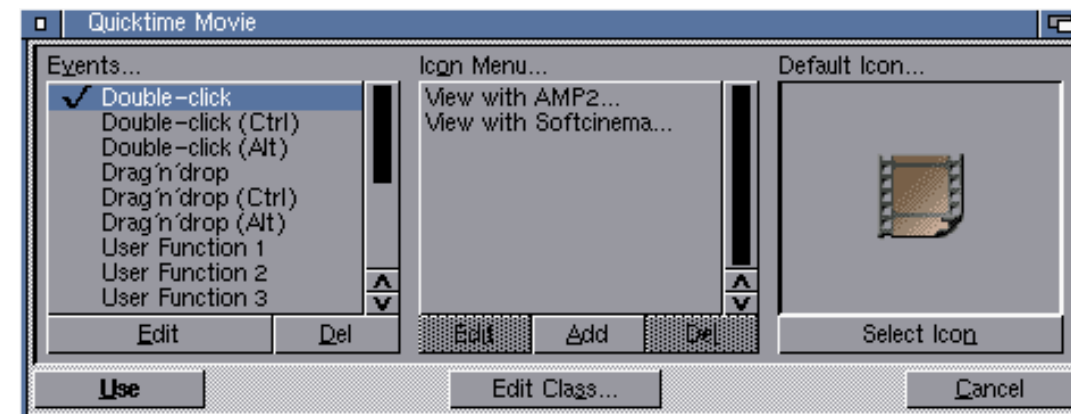 Quicktime Movie
Events...
Double-click
Double-click (Ctrl)
Double-click (Alt)
Drag´n´drop
Drag´n´drop (Ctrl)
Drag´n´drop (Alt)
User Function 1
User Function 2
User Function 3
Edit
Del
Icon Menu...
View with AMP2...
View with Softcinema...
Edit
Add
Del
Default Icon...
Select Icon
Use
Edit Class...
Cancel